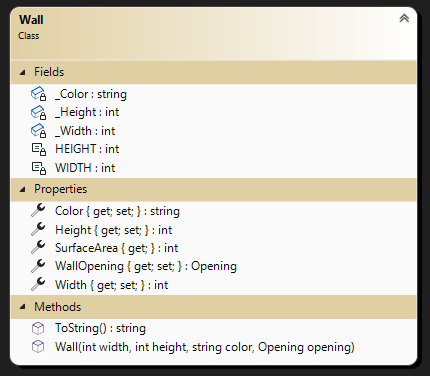 Wall
Class
Fields
_Color : string
_Height : int
_Width : int
HEIGHT : int
WIDTH : int
Properties
Color { get; set; } : string
Height { get; set; } : int
SurfaceArea { get; } : int
WallOpening { get; set; } : Opening
Width { get; set; } : int
Methods
ToString() : string
Wall(int width, int height, string color, Opening opening)